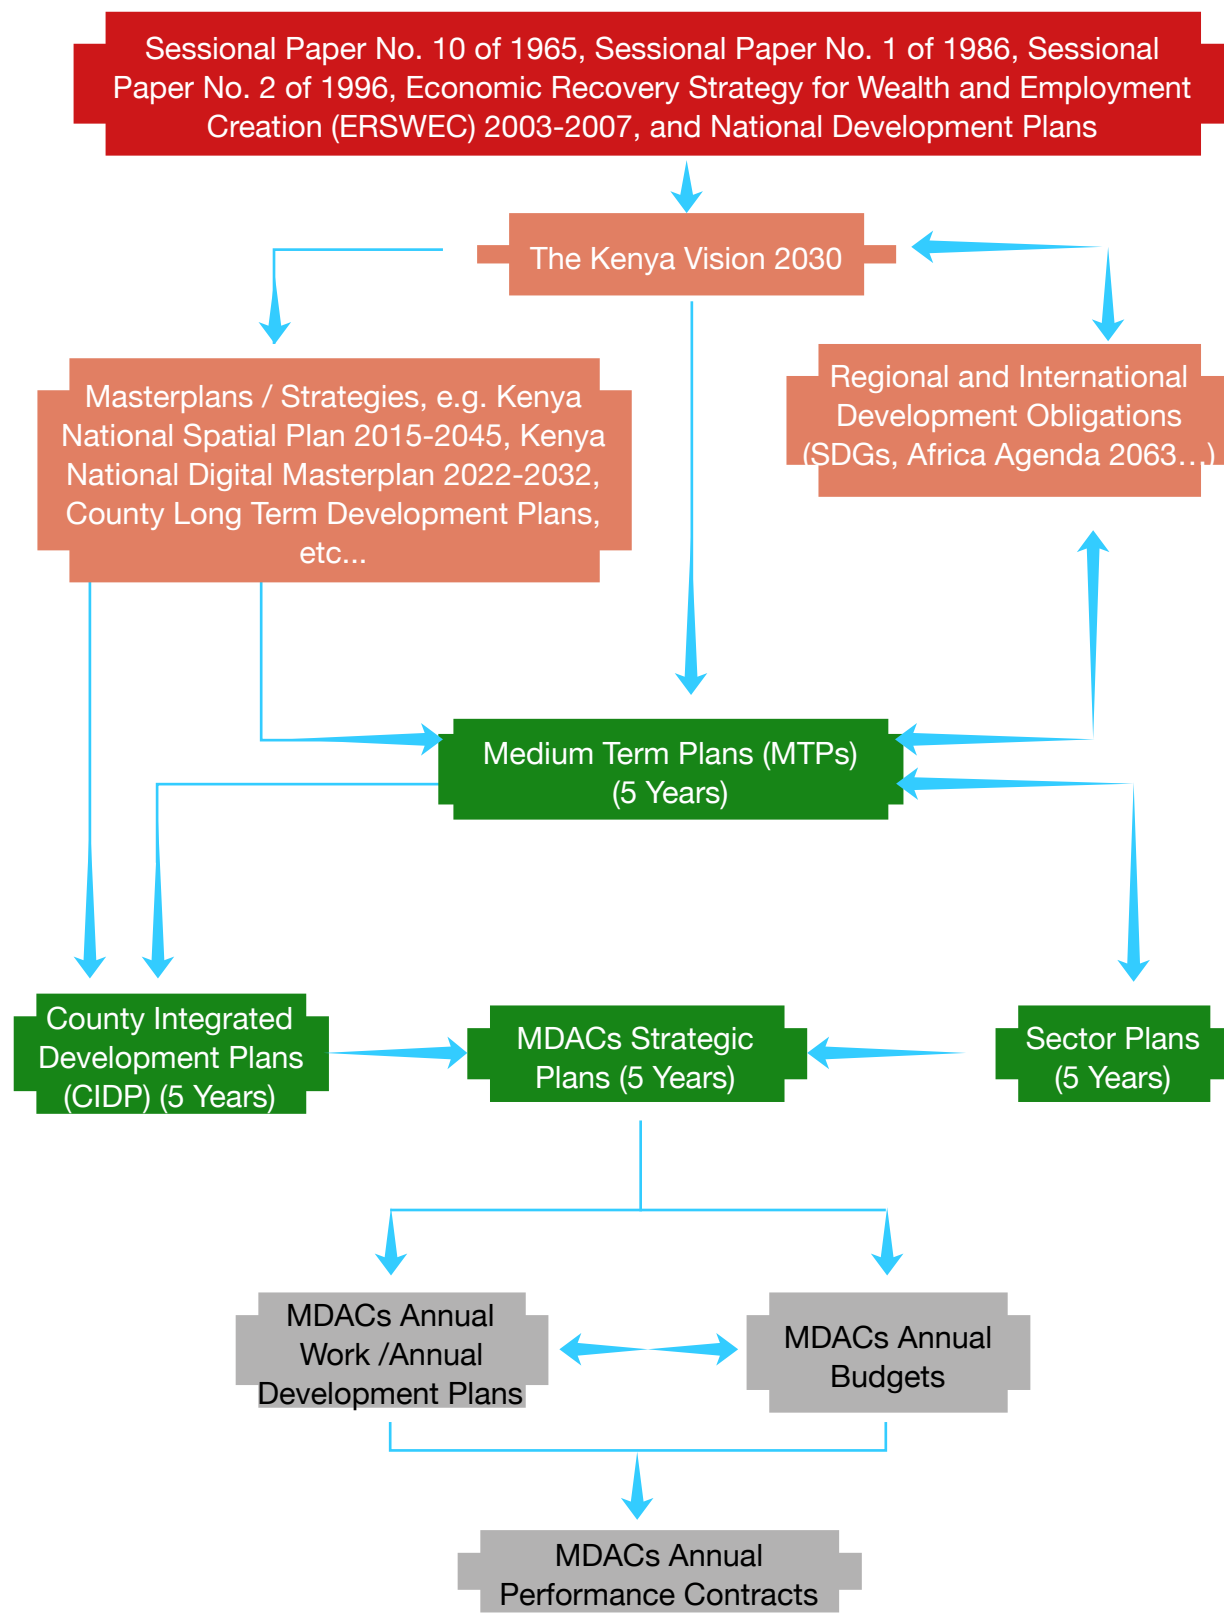 Sessional Paper No. 10 of 1965, Sessional Paper No. 1 of 1986, Sessional
Paper No. 2 of 1996, Economic Recovery Strategy for Wealth and Employment
Creation (ERSWEC) 2003-2007, and National Development Plans
The Kenya Vision 2030
Masterplans / Strategies, e.g. Kenya
National Spatial Plan 2015-2045, Kenya
National Digital Masterplan 2022-2032,
County Long Term Development Plans,
etc...
Regional and International
Development Obligations
(SDGs, Africa Agenda 2063…)
Medium Term Plans (MTPs)
(5 Years)
County Integrated
Development Plans
(CIDP) (5 Years)
MDACs Strategic
Plans (5 Years)
Sector Plans
(5 Years)
MDACs Annual
Work /Annual
Development Plans
MDACs Annual
Budgets
MDACs Annual
Performance Contracts